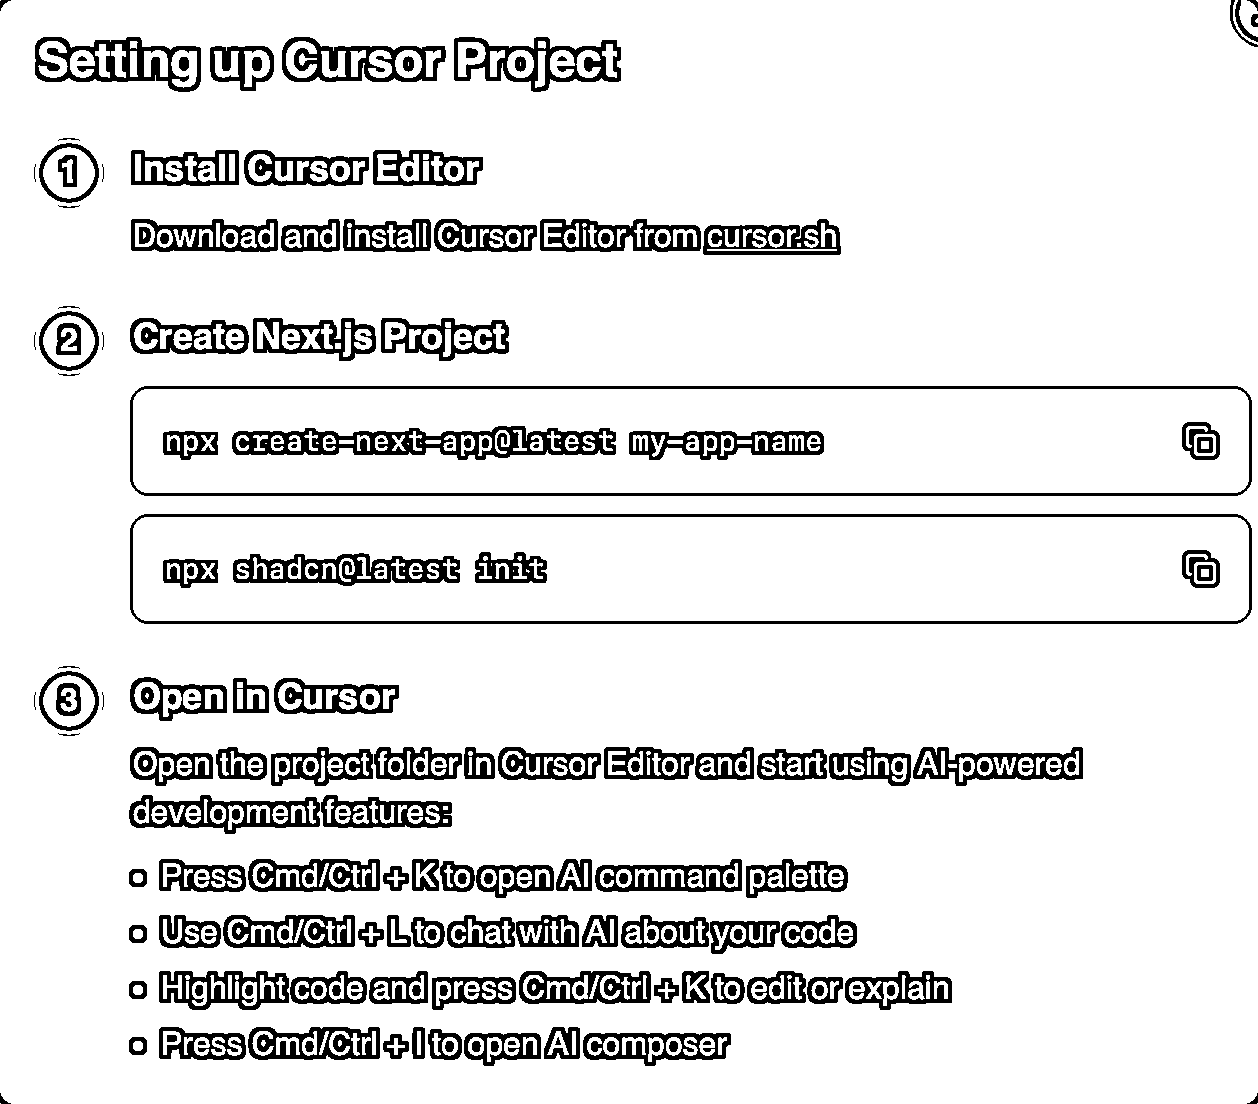 Setting up Cursor Project
1 Install Cursor Editor
Download and install Cursor Editor from cursor.sh
2 Create Next.js Project
npx create-next-app@latest my-app-name
npx shadcn@latest init
3 Open in Cursor
Open the project folder in Cursor Editor and start using AI-powered
development features:
Press Cmd/Ctrl + K to open AI command palette
Use Cmd/Ctrl + L to chat with AI about your code
Highlight code and press Cmd/Ctrl + K to edit or explain
Press Cmd/Ctrl + I to open AI composer